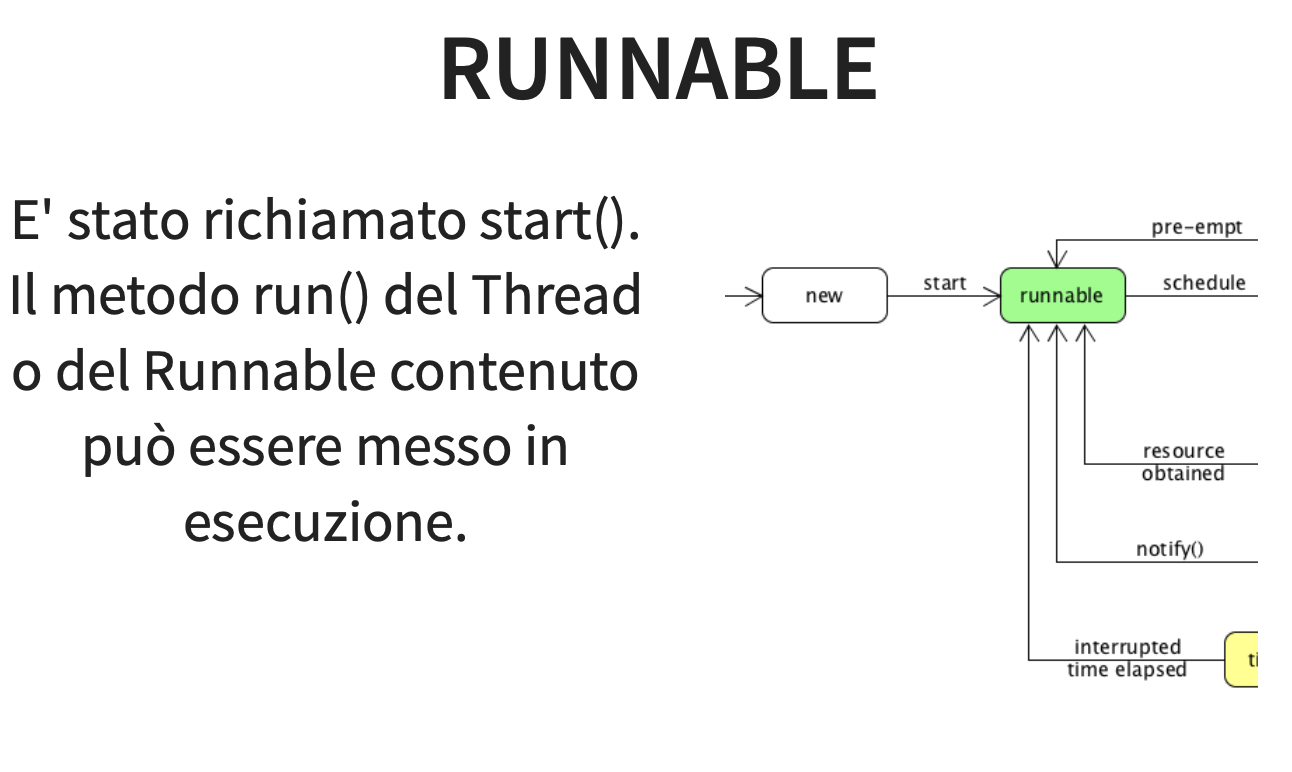 RUNNABLE
E' stato richiamato start().
Il metodo run() del Thread
o del Runnable contenuto
può essere messo in
esecuzione.
pre-empt
new
start
runnable
schedule
resource
obtained
notify()
interrupted
time elapsed